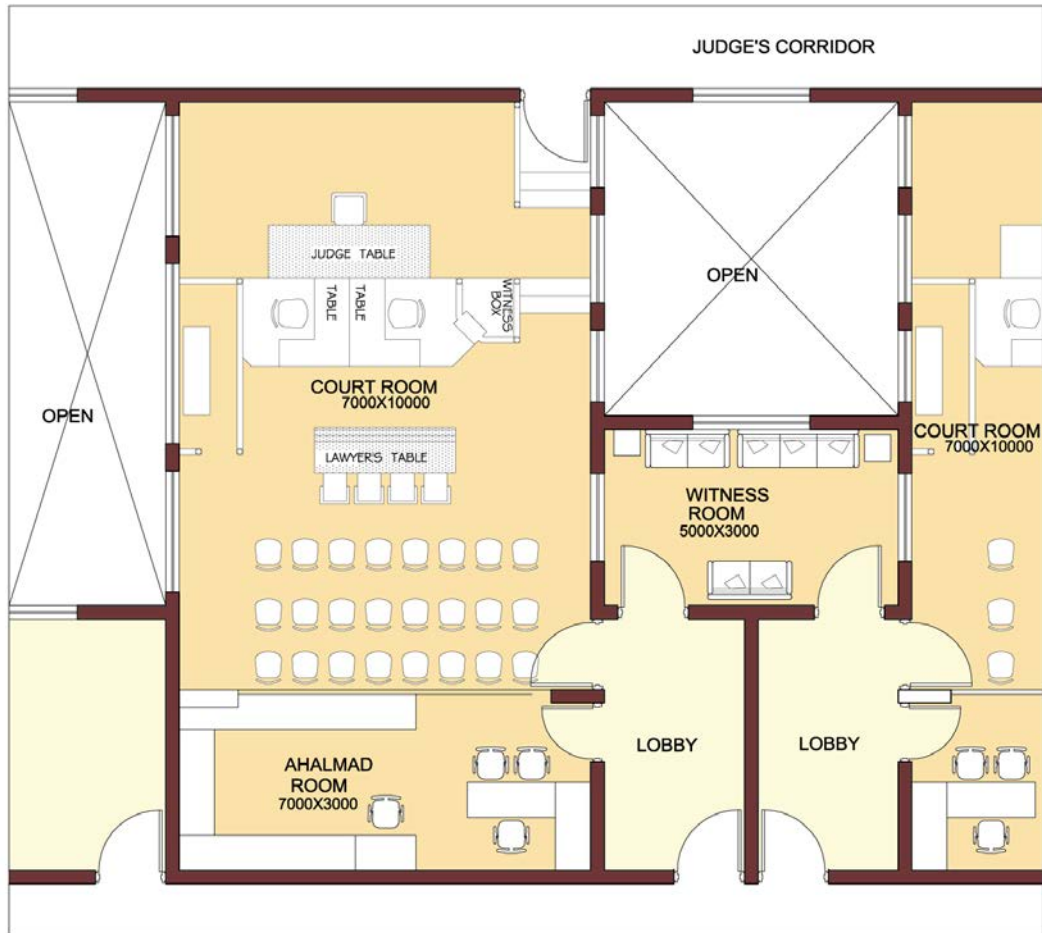 JUDGE'S CORRIDOR
JUDGE TABLE
TABLE
TABLE
WITNESS
BOX
OPEN
COURT ROOM
7000X10000
OPEN
LAWYER'S TABLE
COURT ROOM
7000X10000
WITNESS
ROOM
5000X3000
LOBBY
LOBBY
AHALMAD
ROOM
7000X3000